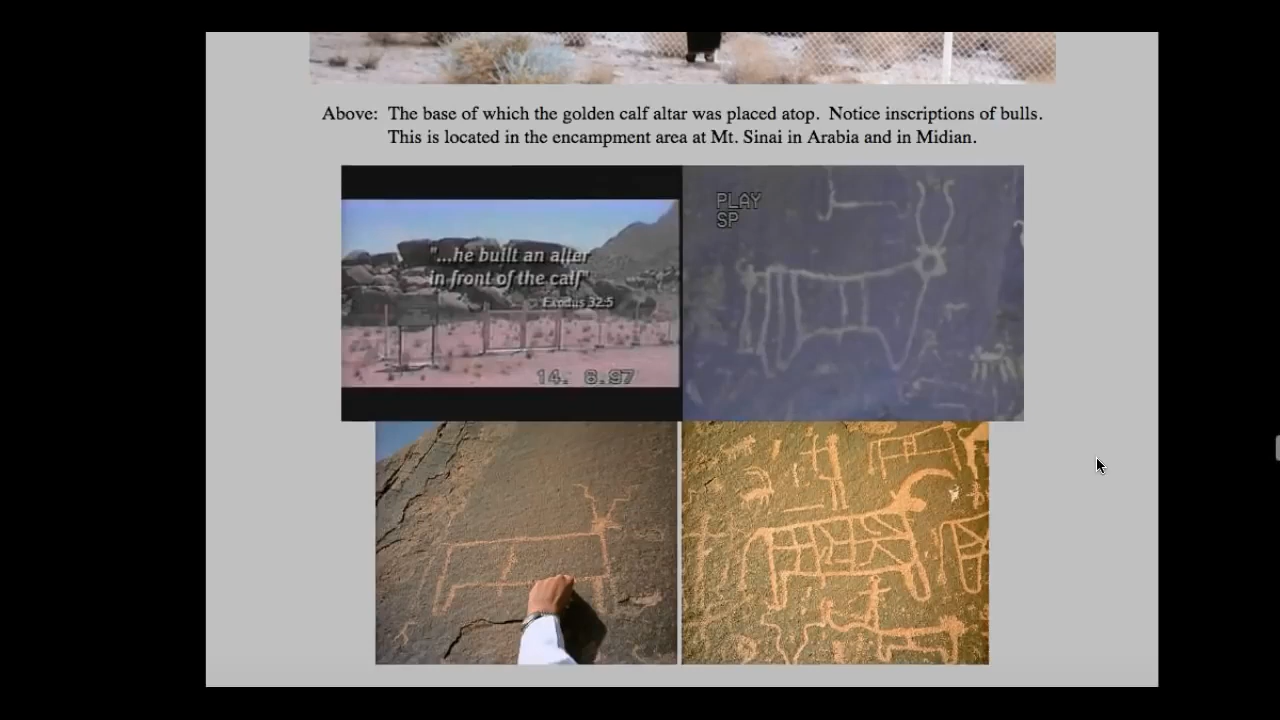 Above: The base of which the golden calf altar was placed atop. Notice inscriptions of bulls.
This is located in the encampment area at Mt. Sinai in Arabia and in Midian.
"...he built an alter
in front of the calf"
Exodus 32:5
14. 6.97
PLAY
SP